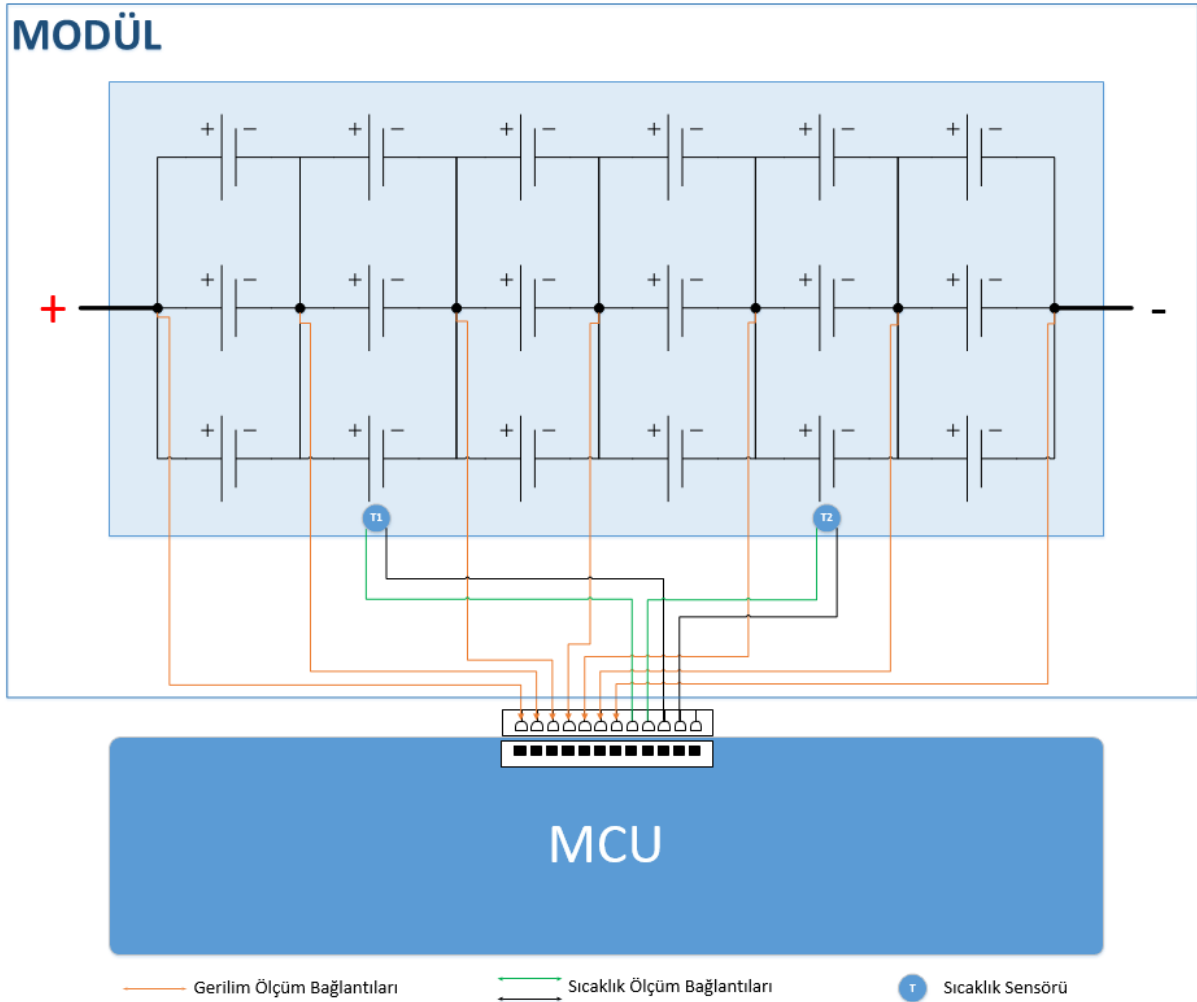 MODÜL
+ − + − + − + − + − + −
+ − + − + − + − + − + −
+ -
+ − + − + − + − + − + −
T1 T2
MCU
Gerilim Ölçüm Bağlantıları
Sıcaklık Ölçüm Bağlantıları
T Sıcaklık Sensörü